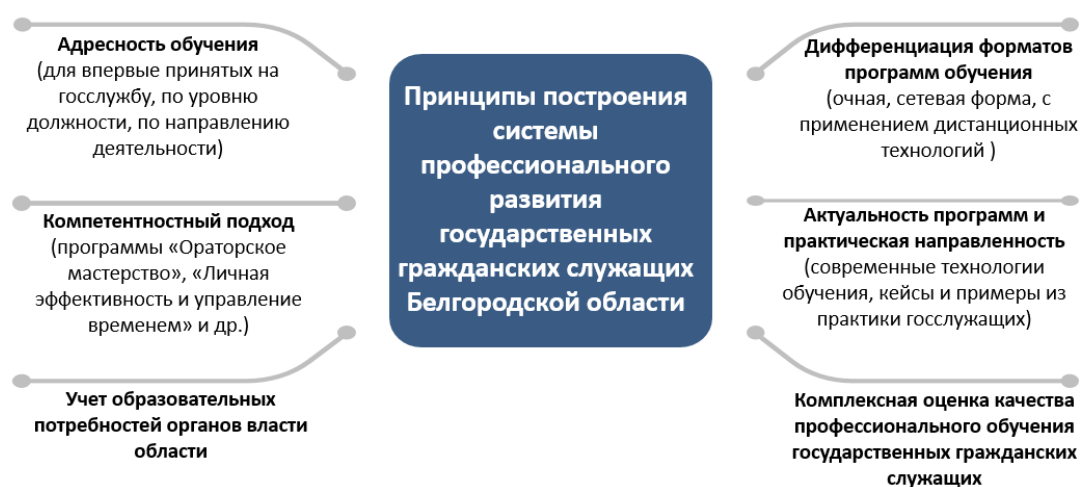 Адресность обучения
(для впервые принятых на
госслужбу, по уровню
должности, по направлению
деятельности)
Компетентностный подход
(программы «Ораторское
мастерство», «Личная
эффективность и управление
временем» и др.)
Учет образовательных
потребностей органов власти
области
Принципы построения
системы
профессионального
развития
государственных
гражданских служащих
Белгородской области
Дифференциация форматов
программ обучения
(очная, сетевая форма, с
применением дистанционных
технологий )
Актуальность программ и
практическая направленность
(современные технологии
обучения, кейсы и примеры из
практики госслужащих)
Комплексная оценка качества
профессионального обучения
государственных гражданских
служащих